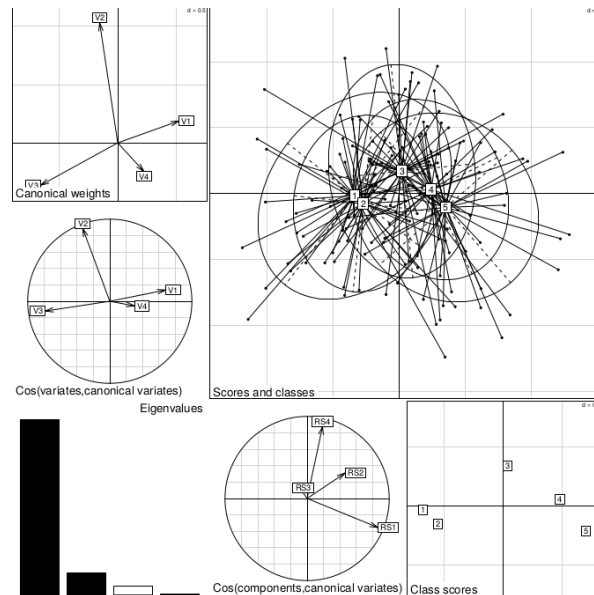 d = 0.5
V2
V1
V4
V3
Canonical weights
1
2
3
4
5
Scores and classes
V2
V1
V4
V3
Cos(variates,canonical variates)
Eigenvalues
RS4
RS2
RS3
RS1
Cos(components,canonical variates)
3
4
1
2
5
Class scores